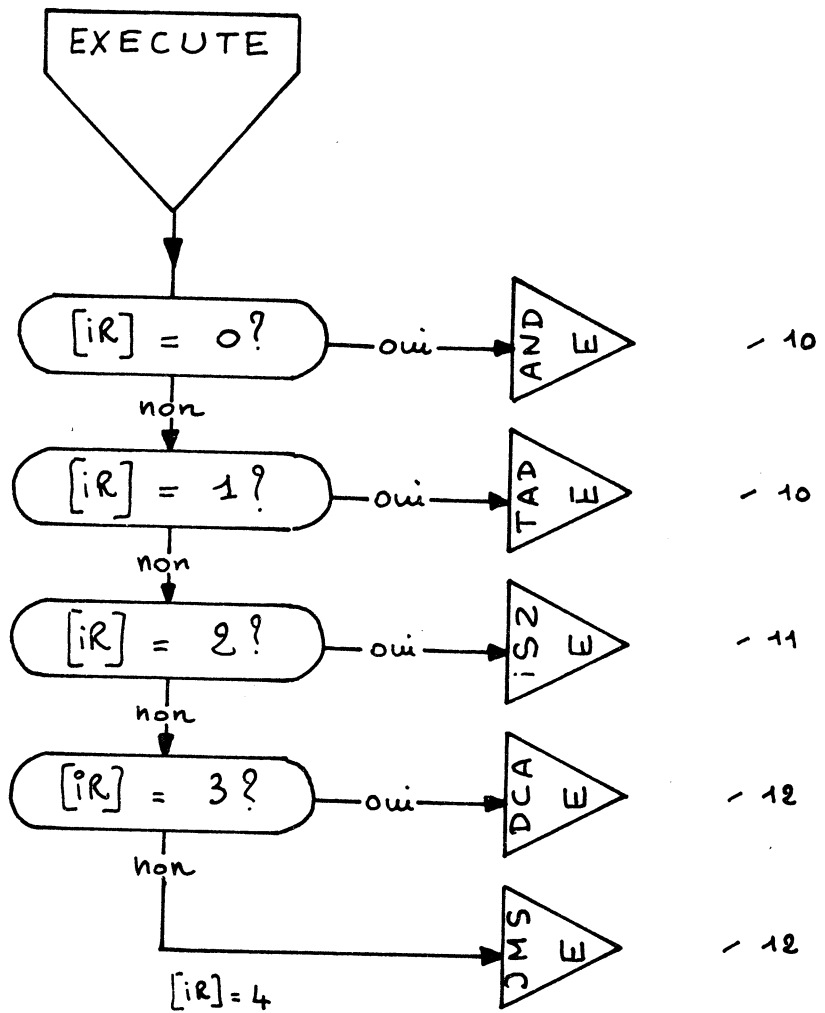 EXECUTE
[iR] = 0?
oui
AND
E
- 10
non
[iR] = 1?
oui
TAD
E
- 10
non
[iR] = 2?
oui
iSZ
E
- 11
non
[iR] = 3?
oui
DCA
E
- 12
non
JMS
E
- 12
[iR] = 4